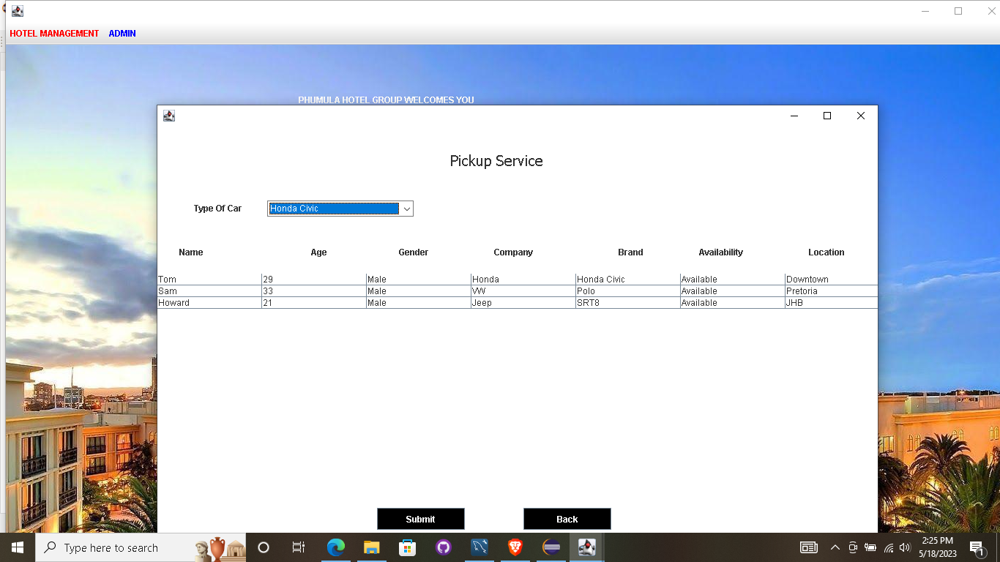 HOTEL MANAGEMENT ADMIN
PHUMULA HOTEL GROUP WELCOMES YOU
Pickup Service
Type Of Car Honda Civic
Name Age Gender Company Brand Availability Location
Tom 29 Male Honda Honda Civic Available Downtown
Sam 33 Male VW Polo Available Pretoria
Howard 21 Male Jeep SRT8 Available JHB
Submit Back
Type here to search
2:25 PM
5/18/2023
1